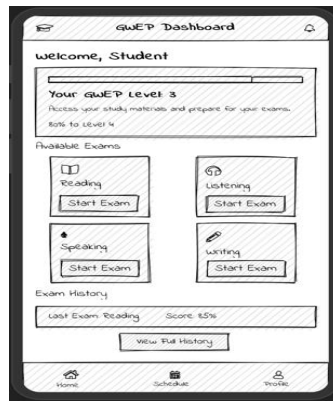 GWEP Dashboard
Welcome, Student
Your GWEP Level: 3
Access your study materials and prepare for your exams.
80% to Level 4
Available Exams
Reading
Start Exam
Listening
Start Exam
Speaking
Start Exam
Writing
Start Exam
Exam History
Last Exam: Reading Score: 85%
View Full History
Home
Schedule
Profile